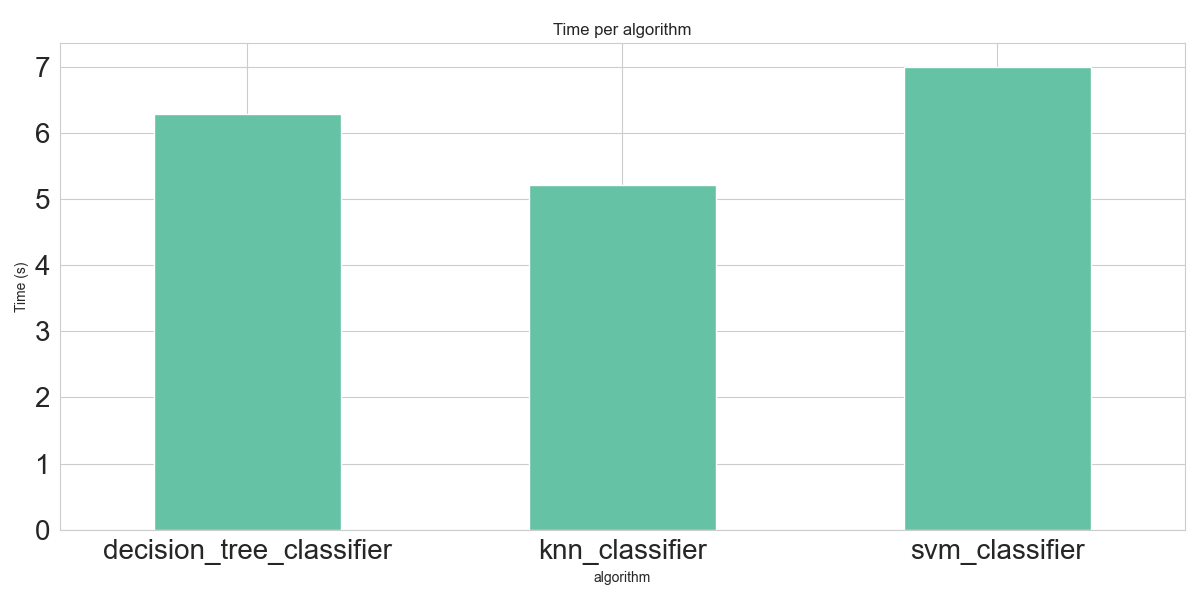 Time per algorithm
Time (s)
7
6
5
4
3
2
1
0
decision_tree_classifier knn_classifier svm_classifier
algorithm